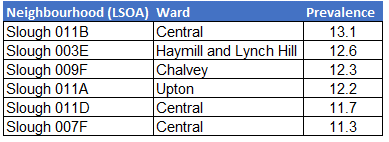 Neighbourhood (LSOA) Ward Prevalence
Slough 011B Central 13.1
Slough 003E Haymill and Lynch Hill 12.6
Slough 009F Chalvey 12.3
Slough 011A Upton 12.2
Slough 011D Central 11.7
Slough 007F Central 11.3